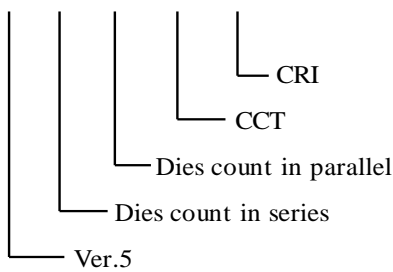 CRI
CCT
Dies count in parallel
Dies count in series
Ver.5